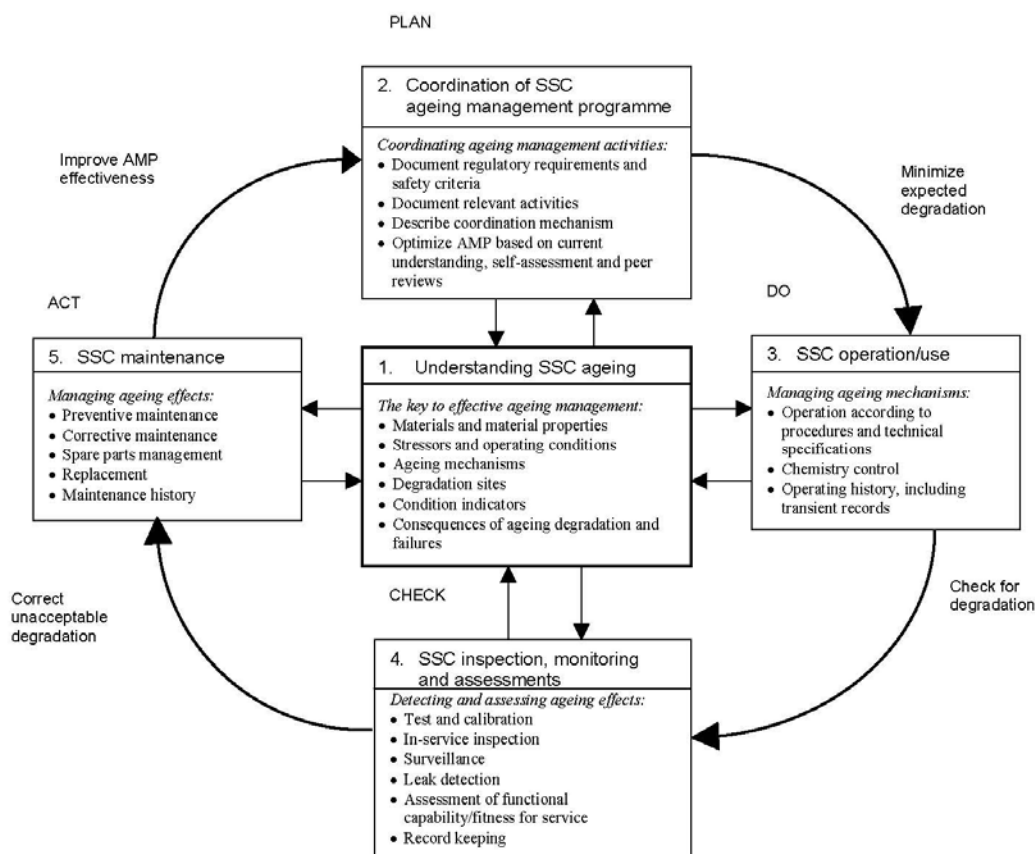 PLAN
2. Coordination of SSC
ageing management programme
Coordinating ageing management activities:
• Document regulatory requirements and
safety criteria
• Document relevant activities
• Describe coordination mechanism
• Optimize AMP based on current
understanding, self-assessment and peer
reviews
Improve AMP
effectiveness
Minimize
expected
degradation
ACT
DO
5. SSC maintenance
Managing ageing effects:
• Preventive maintenance
• Corrective maintenance
• Spare parts management
• Replacement
• Maintenance history
1. Understanding SSC ageing
The key to effective ageing management:
• Materials and material properties
• Stressors and operating conditions
• Ageing mechanisms
• Degradation sites
• Condition indicators
• Consequences of ageing degradation and
failures
3. SSC operation/use
Managing ageing mechanisms:
• Operation according to
procedures and technical
specifications
• Chemistry control
• Operating history, including
transient records
CHECK
Correct
unacceptable
degradation
Check for
degradation
4. SSC inspection, monitoring
and assessments
Detecting and assessing ageing effects:
• Test and calibration
• In-service inspection
• Surveillance
• Leak detection
• Assessment of functional
capability/fitness for service
• Record keeping